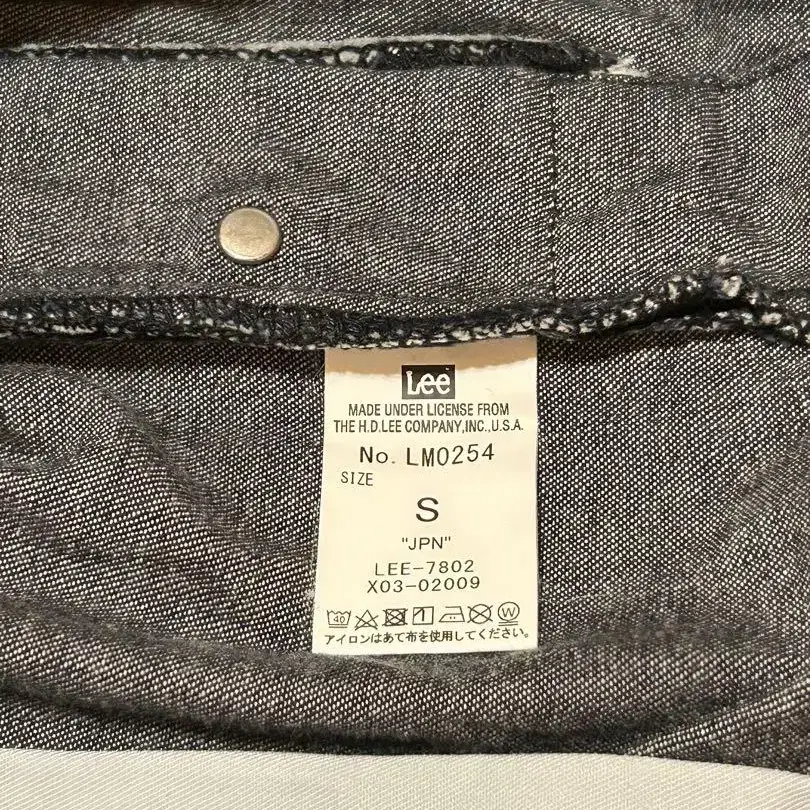 Lee
MADE UNDER LICENSE FROM
THE H.D.LEE COMPANY,INC.,U.S.A.
No. LM0254
SIZE
S
"JPN"
LEE-7802
X03-02009
40 W
アイロンはあて布を使用してください。